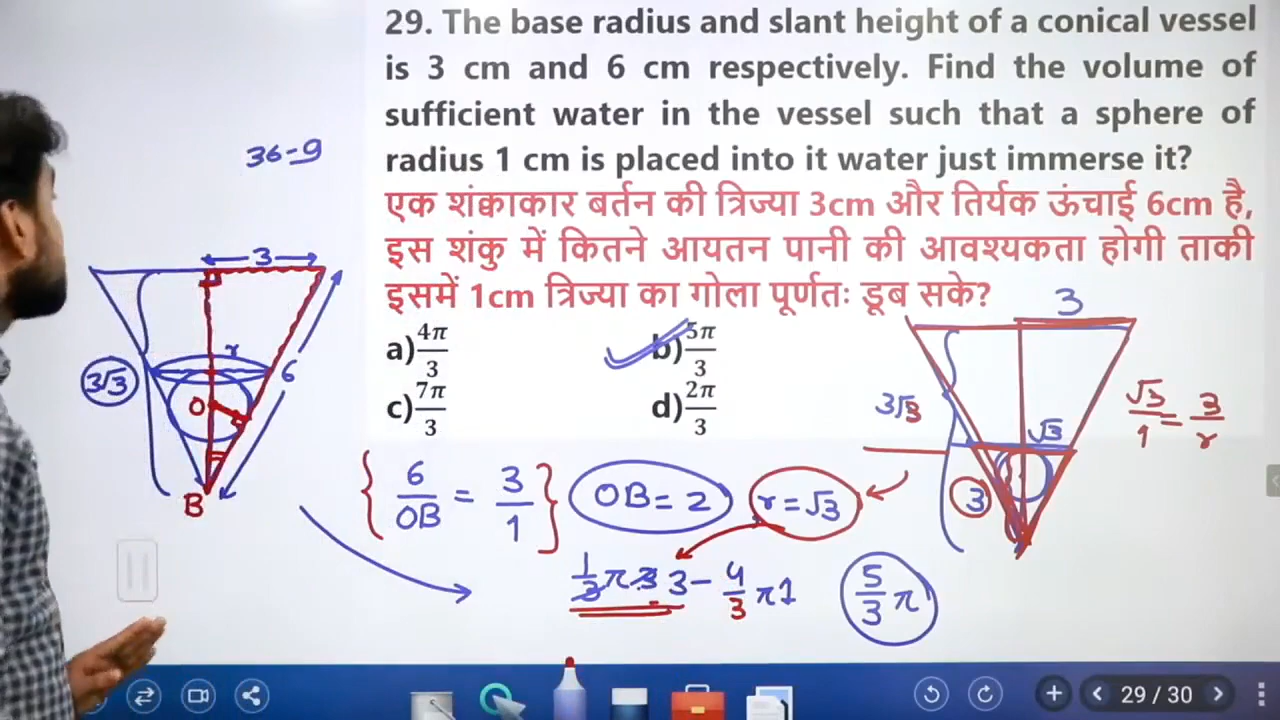 29. The base radius and slant height of a conical vessel
is 3 cm and 6 cm respectively. Find the volume of
sufficient water in the vessel such that a sphere of
radius 1 cm is placed into it water just immerse it?
एक शंक्वाकार बर्तन की त्रिज्या 3cm और तिर्यक ऊंचाई 6cm है,
इस शंकु में कितने आयतन पानी की आवश्यकता होगी ताकी
इसमें 1cm त्रिज्या का गोला पूर्णतः डूब सके?
a) 4π/3
b) 5π/3
c) 7π/3
d) 2π/3
36-9
3
r
6
3√3
O
B
3
3√3
√3
3
1
√3/1 = 3/r
{ 6/OB = 3/1 }
OB = 2
r = √3
1/3 π 3 3 - 4/3 π 1
5/3 π
29 / 30